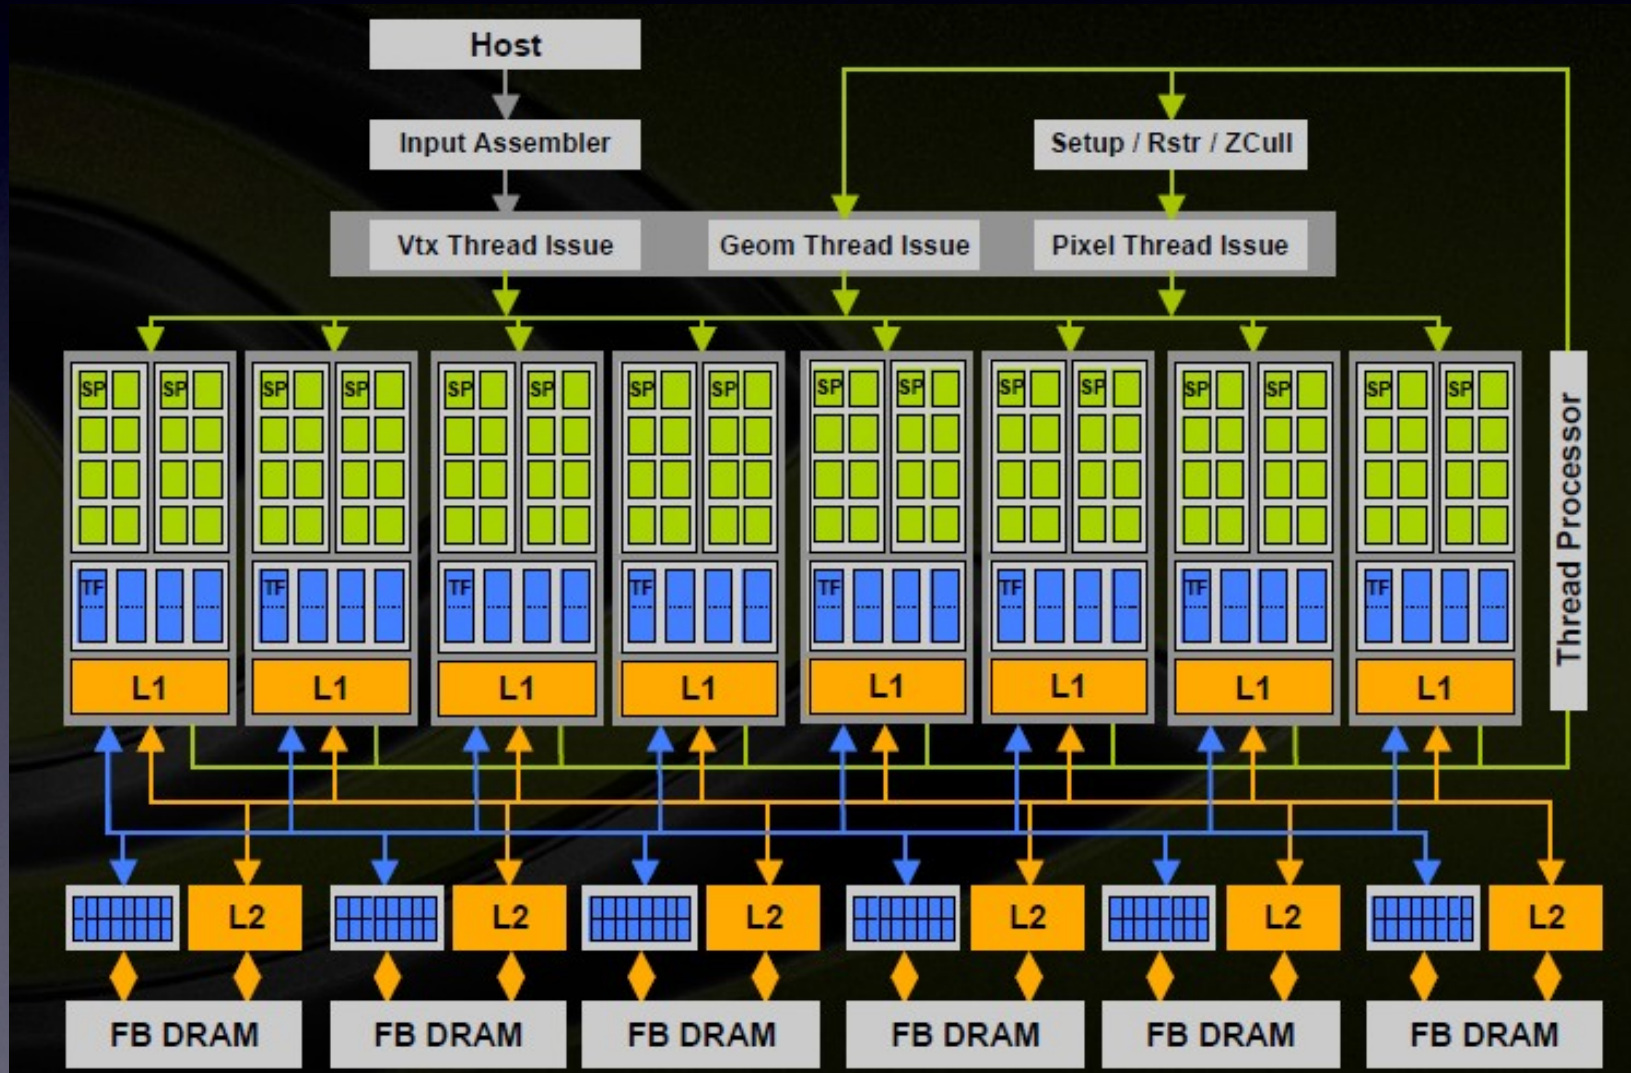 Host
Input Assembler
Setup / Rstr / ZCull
Vtx Thread Issue
Geom Thread Issue
Pixel Thread Issue
SP SP SP SP SP SP SP SP SP SP SP SP SP SP SP SP
Thread Processor
TF TF TF TF TF TF TF TF
L1 L1 L1 L1 L1 L1 L1 L1
L2 L2 L2 L2 L2 L2
FB DRAM FB DRAM FB DRAM FB DRAM FB DRAM FB DRAM